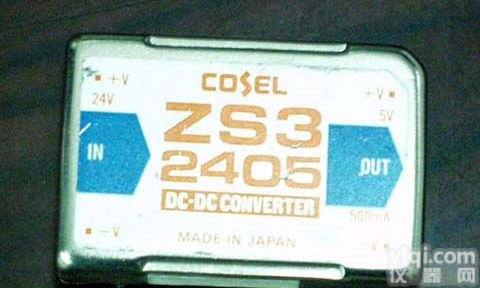 COSEL
+V
24V
+V
5V
ZS3
2405
IN
OUT
DC-DC CONVERTER
500mA
-V
-V
MADE IN JAPAN
yiqi.com
仪器网